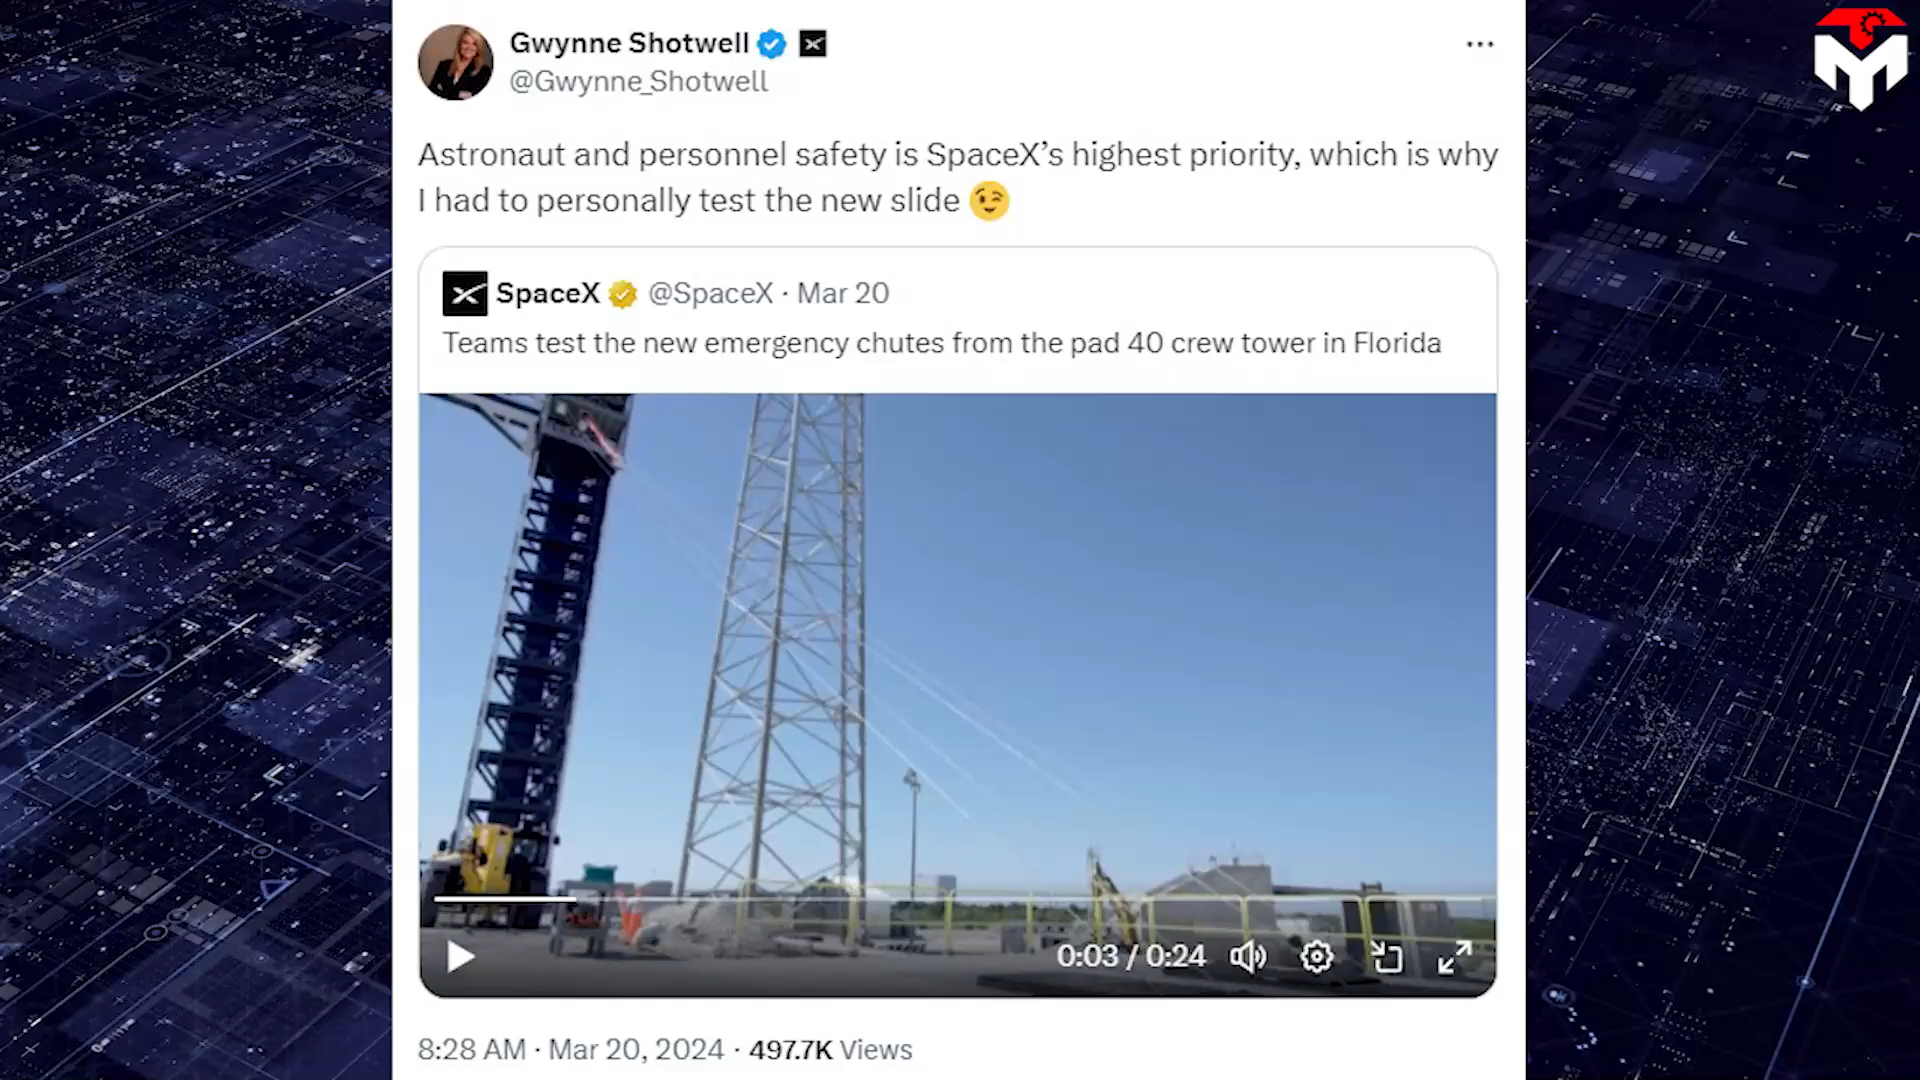 Gwynne Shotwell
@Gwynne_Shotwell
Astronaut and personnel safety is SpaceX’s highest priority, which is why
I had to personally test the new slide 😉
SpaceX @SpaceX · Mar 20
Teams test the new emergency chutes from the pad 40 crew tower in Florida
0:03 / 0:24
8:28 AM · Mar 20, 2024 · 497.7K Views